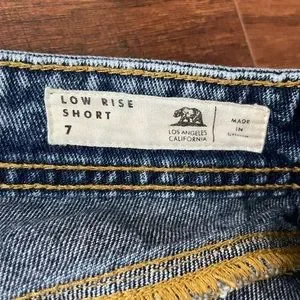 LOW RISE
SHORT
7
LOS ANGELES
CALIFORNIA
MADE
IN